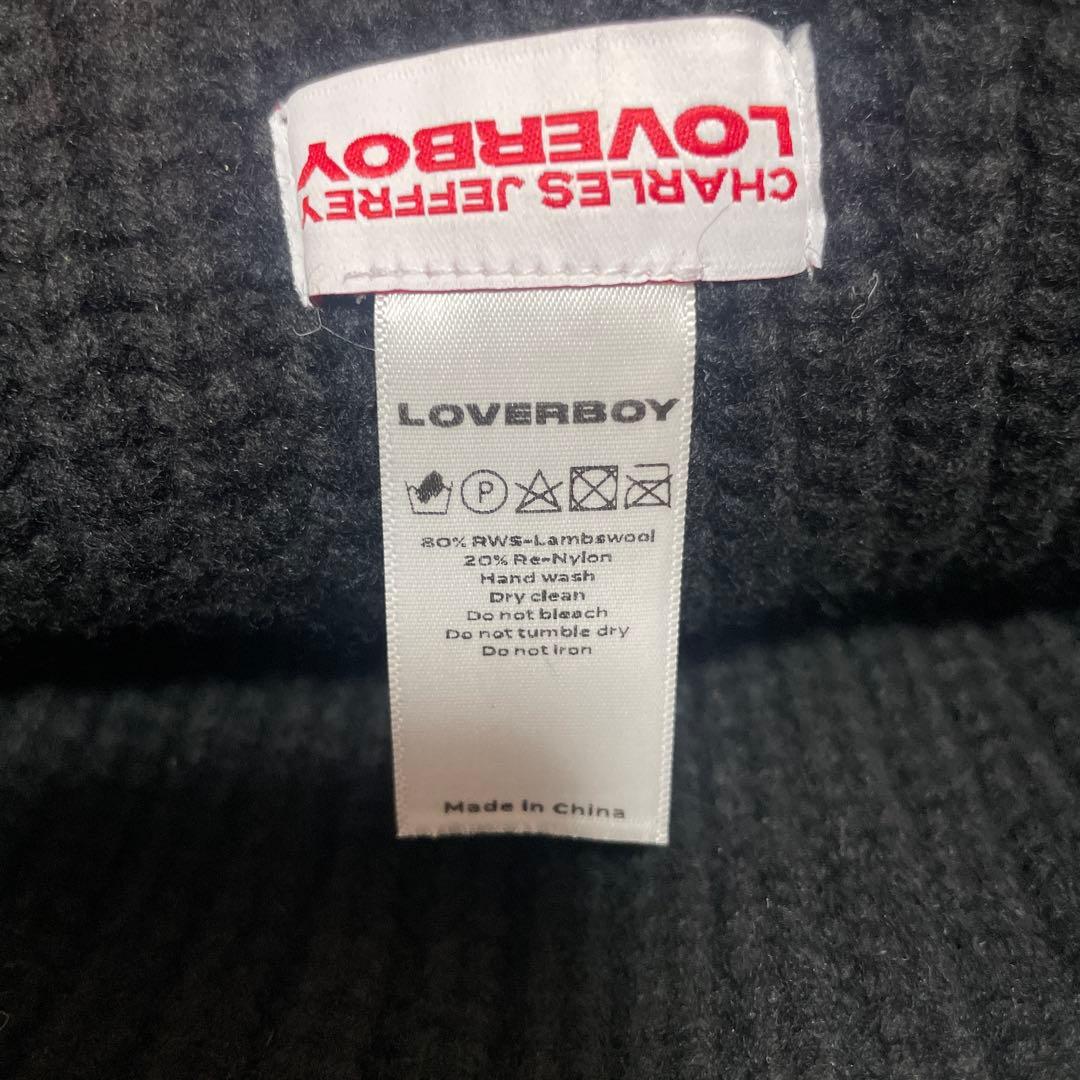 CHARLES JEFFREY
LOVERBOY
LOVERBOY
P
80% RWS-Lambswool
20% Re-Nylon
Hand wash
Dry clean
Do not bleach
Do not tumble dry
Do not iron
Made in China